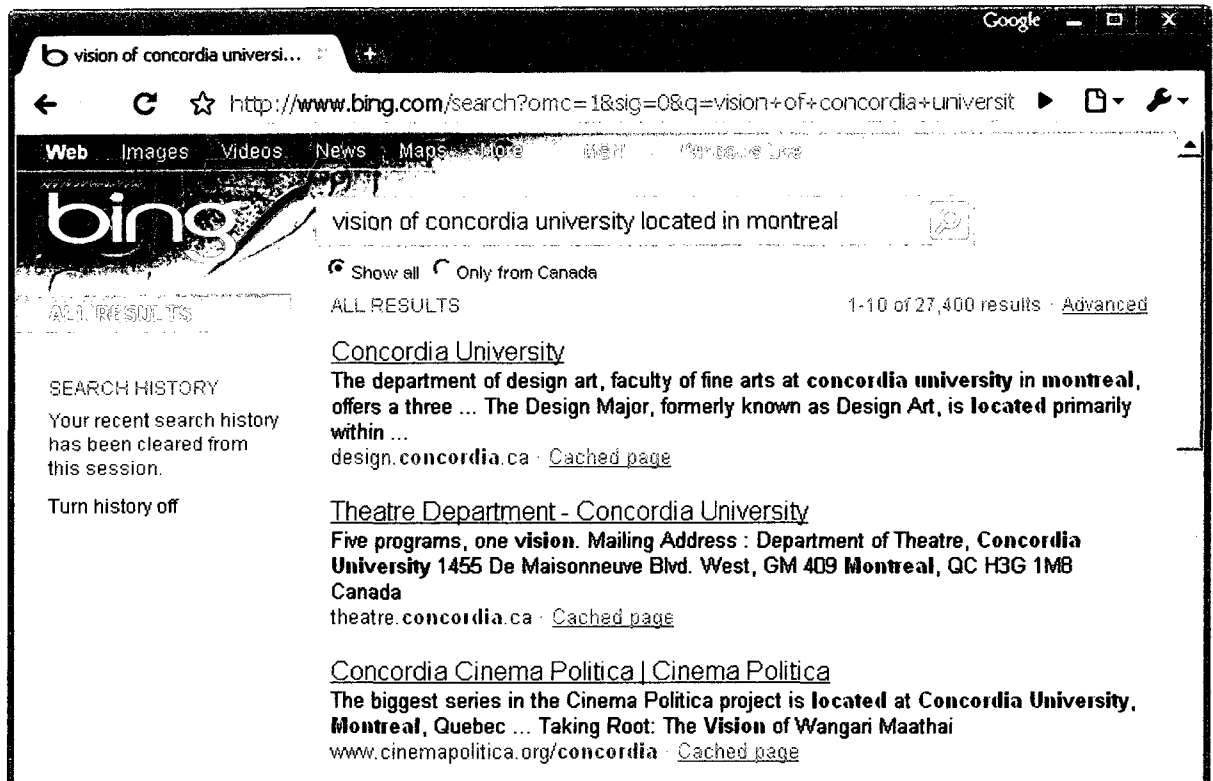 Google
vision of concordia universi...
http://www.bing.com/search?omc=1&sig=0&q=vision+of+concordia+universit
Web Images Videos News Maps More MSN Windows Live
bing
vision of concordia university located in montreal
Show all Only from Canada
ALL RESULTS
ALL RESULTS 1-10 of 27,400 results · Advanced
SEARCH HISTORY
Your recent search history
has been cleared from
this session.
Turn history off
Concordia University
The department of design art, faculty of fine arts at concordia university in montreal,
offers a three ... The Design Major, formerly known as Design Art, is located primarily
within ...
design.concordia.ca · Cached page
Theatre Department - Concordia University
Five programs, one vision. Mailing Address : Department of Theatre, Concordia
University 1455 De Maisonneuve Blvd. West, GM 409 Montreal, QC H3G 1M8
Canada
theatre.concordia.ca · Cached page
Concordia Cinema Politica | Cinema Politica
The biggest series in the Cinema Politica project is located at Concordia University,
Montreal, Quebec ... Taking Root: The Vision of Wangari Maathai
www.cinemapolitica.org/concordia · Cached page